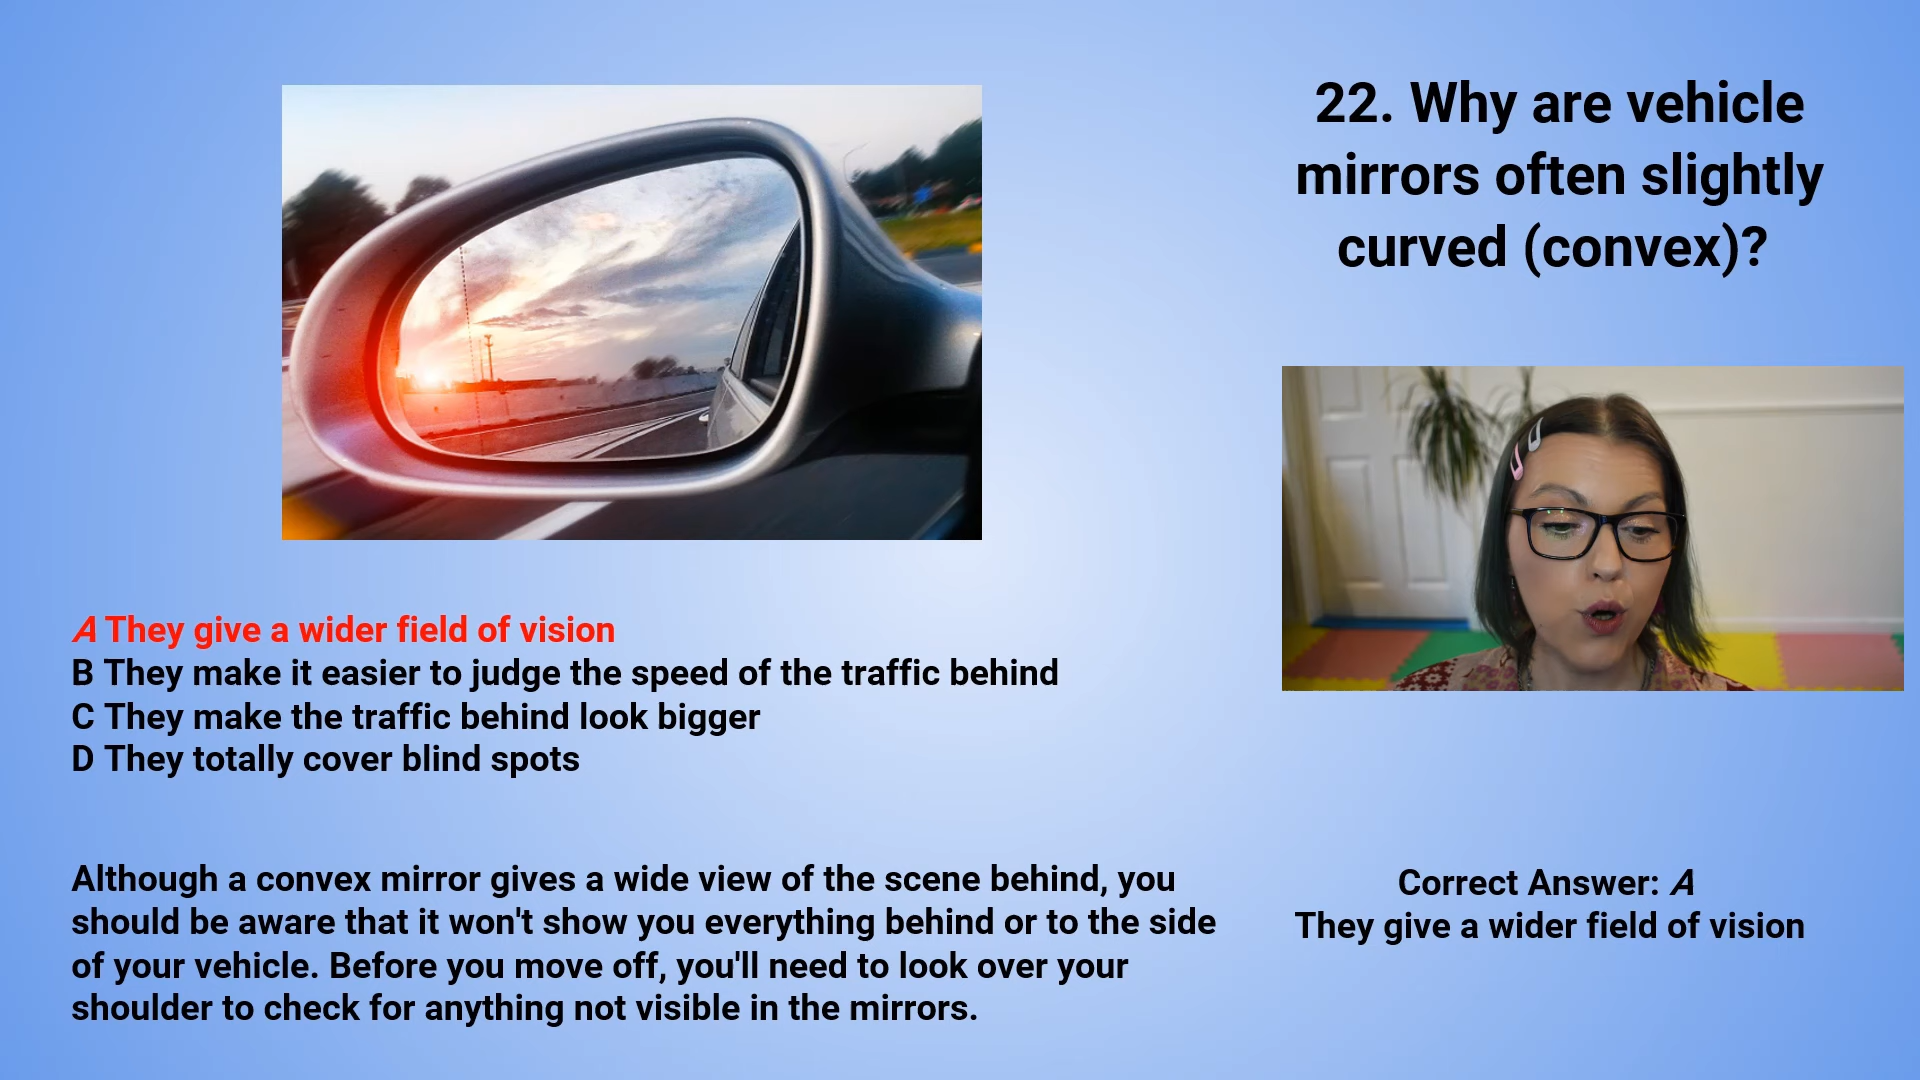 22. Why are vehicle
mirrors often slightly
curved (convex)?
A They give a wider field of vision
B They make it easier to judge the speed of the traffic behind
C They make the traffic behind look bigger
D They totally cover blind spots
Although a convex mirror gives a wide view of the scene behind, you
should be aware that it won't show you everything behind or to the side
of your vehicle. Before you move off, you'll need to look over your
shoulder to check for anything not visible in the mirrors.
Correct Answer: A
They give a wider field of vision